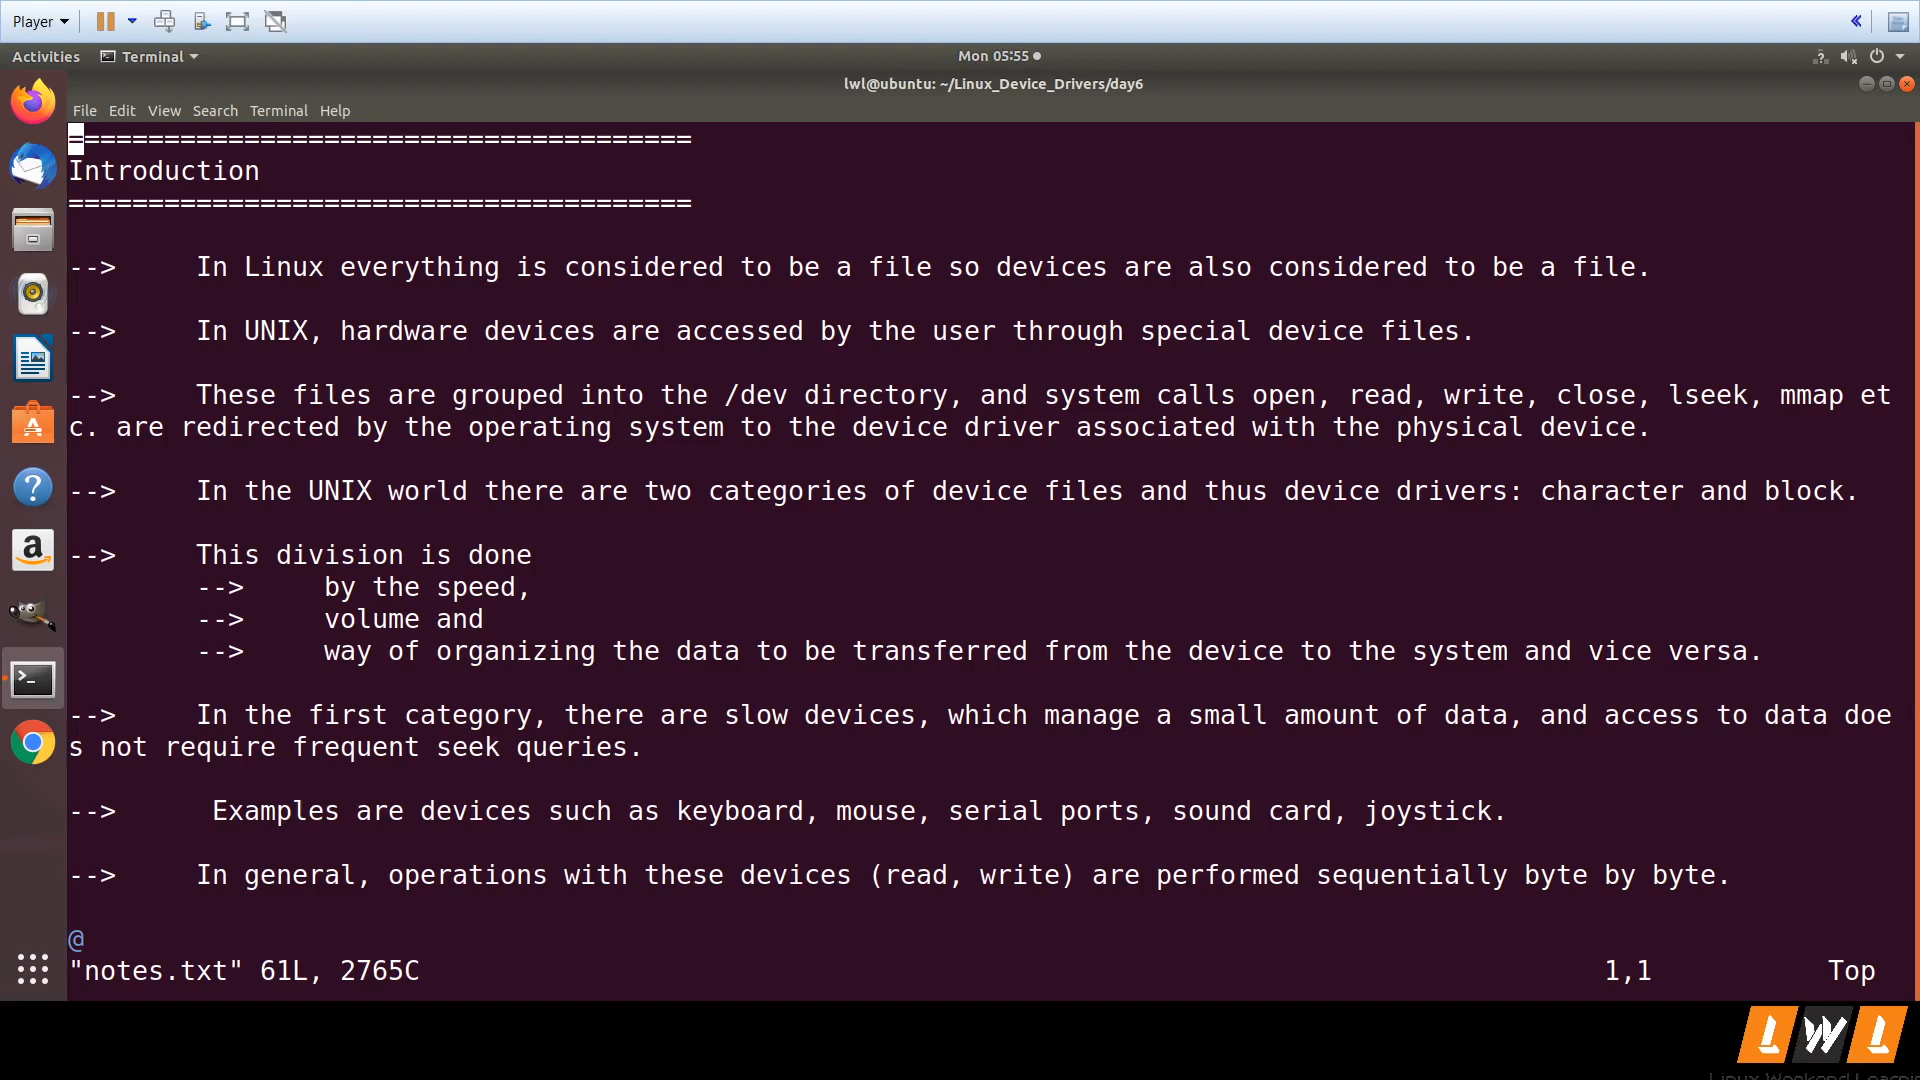 Player
Activities
Terminal
Mon 05:55
lwl@ubuntu: ~/Linux_Device_Drivers/day6
File Edit View Search Terminal Help
=======================================
Introduction
=======================================
--> In Linux everything is considered to be a file so devices are also considered to be a file.
--> In UNIX, hardware devices are accessed by the user through special device files.
--> These files are grouped into the /dev directory, and system calls open, read, write, close, lseek, mmap et
c. are redirected by the operating system to the device driver associated with the physical device.
--> In the UNIX world there are two categories of device files and thus device drivers: character and block.
--> This division is done
--> by the speed,
--> volume and
--> way of organizing the data to be transferred from the device to the system and vice versa.
--> In the first category, there are slow devices, which manage a small amount of data, and access to data doe
s not require frequent seek queries.
--> Examples are devices such as keyboard, mouse, serial ports, sound card, joystick.
--> In general, operations with these devices (read, write) are performed sequentially byte by byte.
@
"notes.txt" 61L, 2765C 1,1 Top
LWL